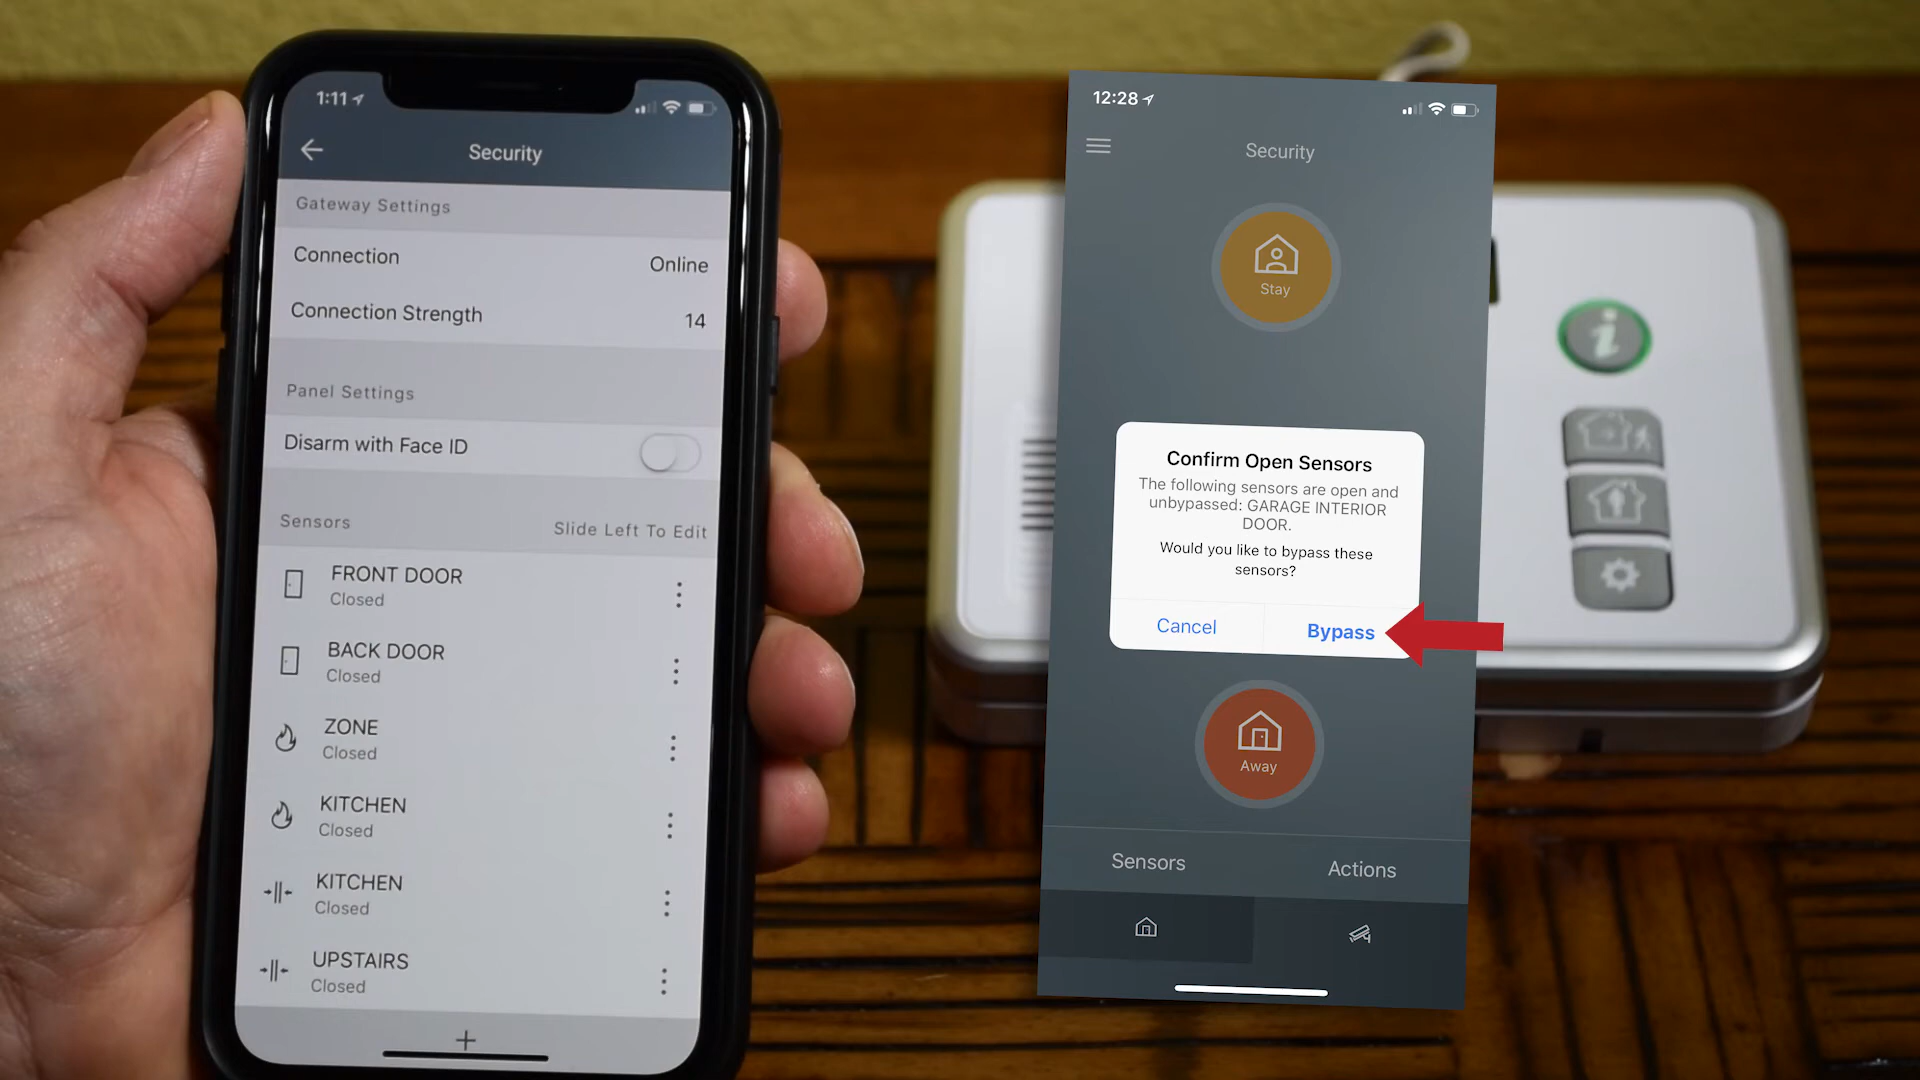 1:11
Security
Gateway Settings
Connection Online
Connection Strength 14
Panel Settings
Disarm with Face ID
Sensors Slide Left To Edit
FRONT DOOR
Closed
BACK DOOR
Closed
ZONE
Closed
KITCHEN
Closed
KITCHEN
Closed
UPSTAIRS
Closed
+
12:28
Security
Stay
Confirm Open Sensors
The following sensors are open and
unbypassed: GARAGE INTERIOR
DOOR.
Would you like to bypass these
sensors?
Cancel Bypass
Away
Sensors Actions
i